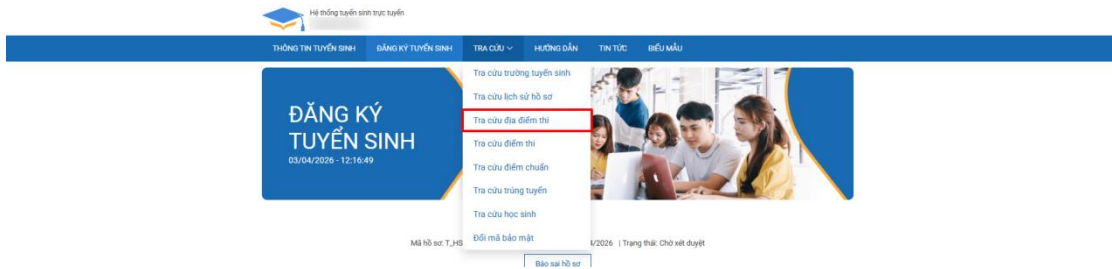 Hệ thống tuyển sinh trực tuyến
THÔNG TIN TUYỂN SINH ĐĂNG KÝ TUYỂN SINH TRA CỨU HƯỚNG DẪN TIN TỨC BIỂU MẪU
Tra cứu trường tuyển sinh
Tra cứu lịch sử hồ sơ
Tra cứu địa điểm thi
Tra cứu điểm thi
Tra cứu điểm chuẩn
Tra cứu trúng tuyển
Tra cứu học sinh
Đổi mã bảo mật
ĐĂNG KÝ
TUYỂN SINH
03/04/2026 - 12:16:49
Mã hồ sơ: T_HS 4/2026 | Trạng thái: Chờ xét duyệt
Báo sai hồ sơ